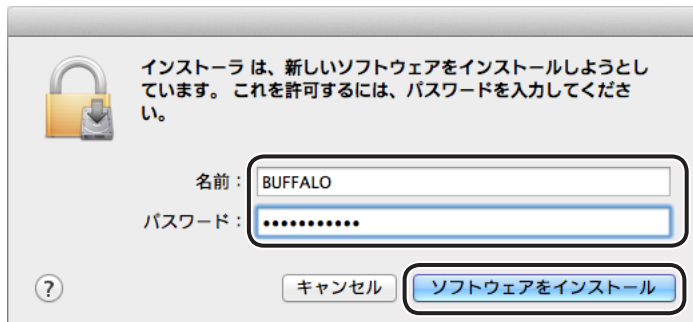 インストーラ は、新しいソフトウェアをインストールしようとし
ています。 これを許可するには、パスワードを入力してくださ
い。
名前： BUFFALO
パスワード： •••••••••••
? キャンセル ソフトウェアをインストール